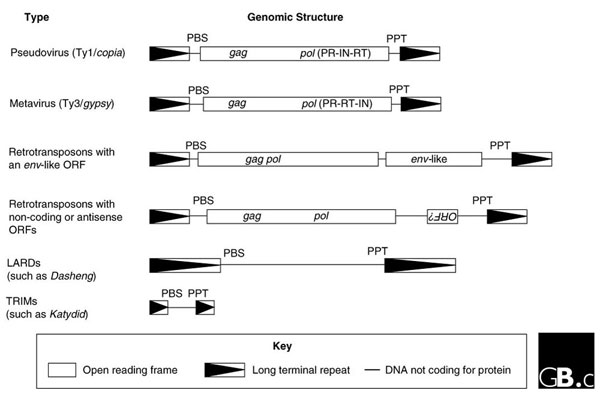 Type Genomic Structure
PBS PPT
Pseudovirus (Ty1/copia) gag pol (PR-IN-RT)
PBS PPT
Metavirus (Ty3/gypsy) gag pol (PR-RT-IN)
PBS PPT
Retrotransposons with
an env-like ORF gag pol env-like
PBS PPT
Retrotransposons with
non-coding or antisense gag pol ORF?
ORFs
PBS PPT
LARDs
(such as Dasheng)
PBS PPT
TRIMs
(such as Katydid)
Key
Open reading frame Long terminal repeat DNA not coding for protein
GB.c